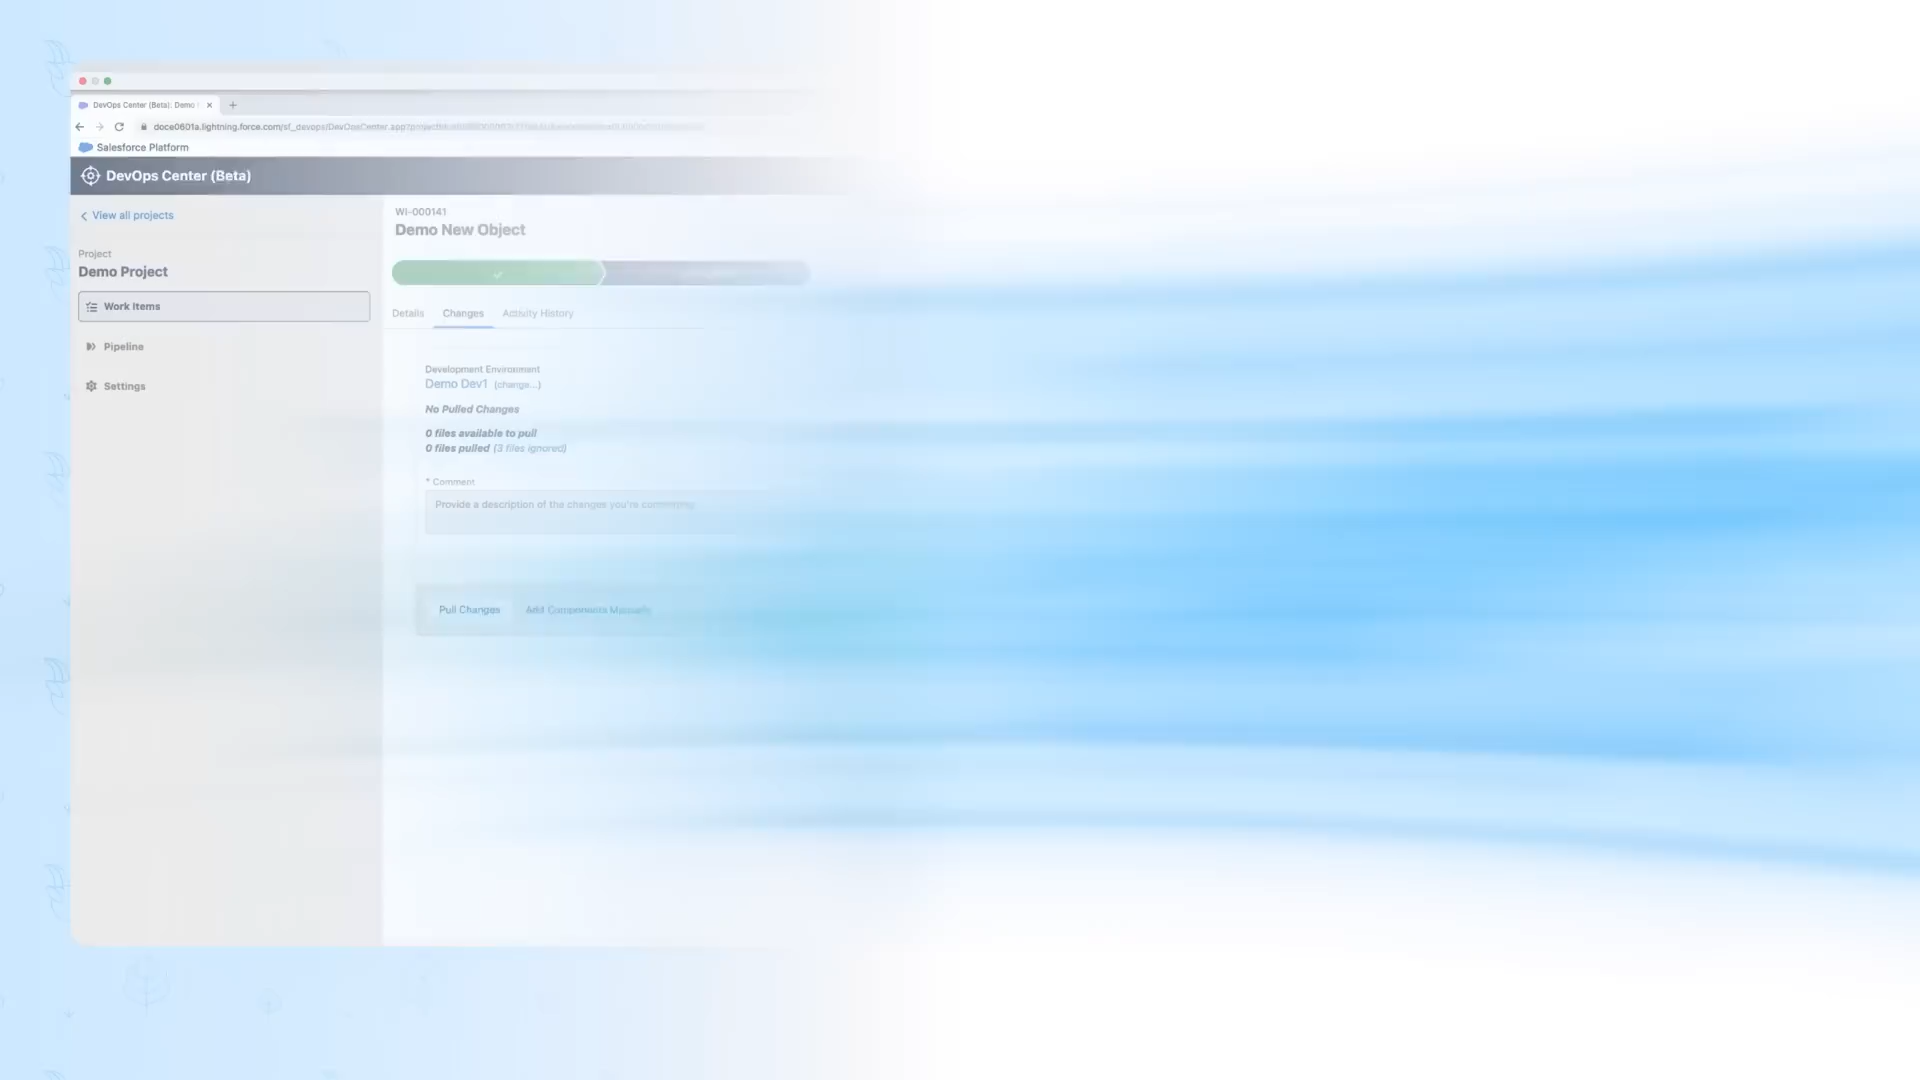 DevOps Center (Beta): Demo
doce0601a.lightning.force.com/sf_devops/DevOpsCenter.app?
Salesforce Platform
DevOps Center (Beta)
View all projects
Project
Demo Project
Work Items
Pipeline
Settings
WI-000141
Demo New Object
Details Changes Activity History
Development Environment
Demo Dev1 (change...)
No Pulled Changes
0 files available to pull
0 files pulled (3 files ignored)
* Comment
Provide a description of the changes you're committing
Pull Changes Add Components Manually